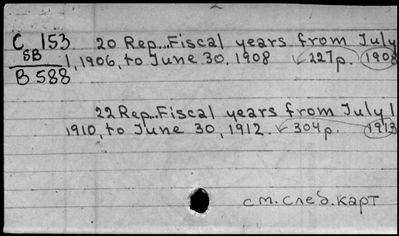 C 153 20 Rep... Fiscal years from July
SB 1, 1906, to June 30, 1908 ✓227p. 1908
B 588
22 Rep... Fiscal years from July 1
1910, to June 30, 1912. ✓304p. 1913
см. след. карт